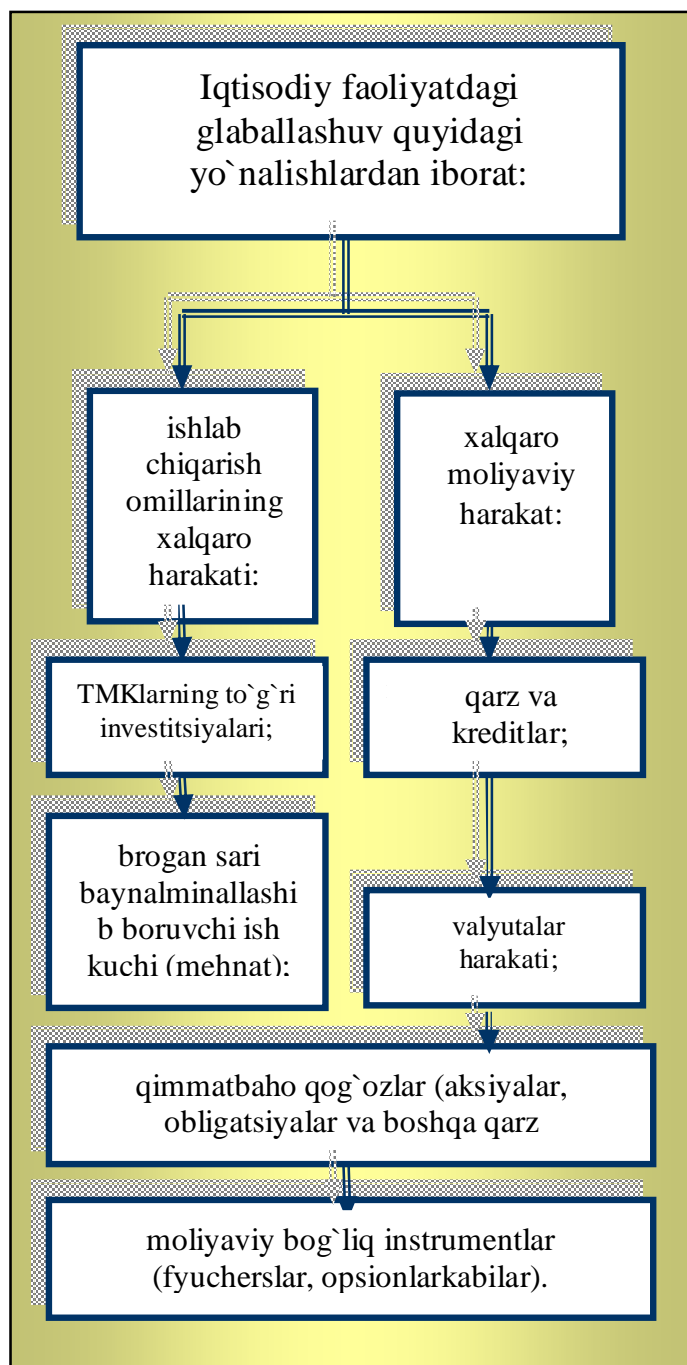 Iqtisodiy faoliyatdagi
glaballashuv quyidagi
yo`nalishlardan iborat:
ishlab
chiqarish
omillarining
xalqaro
harakati:
xalqaro
moliyaviy
harakat:
TMKlarning to`g`ri
investitsiyalari;
qarz va
kreditlar;
brogan sari
baynalminallashi
b boruvchi ish
kuchi (mehnat);
valyutalar
harakati;
qimmatbaho qog`ozlar (aksiyalar,
obligatsiyalar va boshqa qarz
moliyaviy bog`liq instrumentlar
(fyucherslar, opsionlarkabilar).